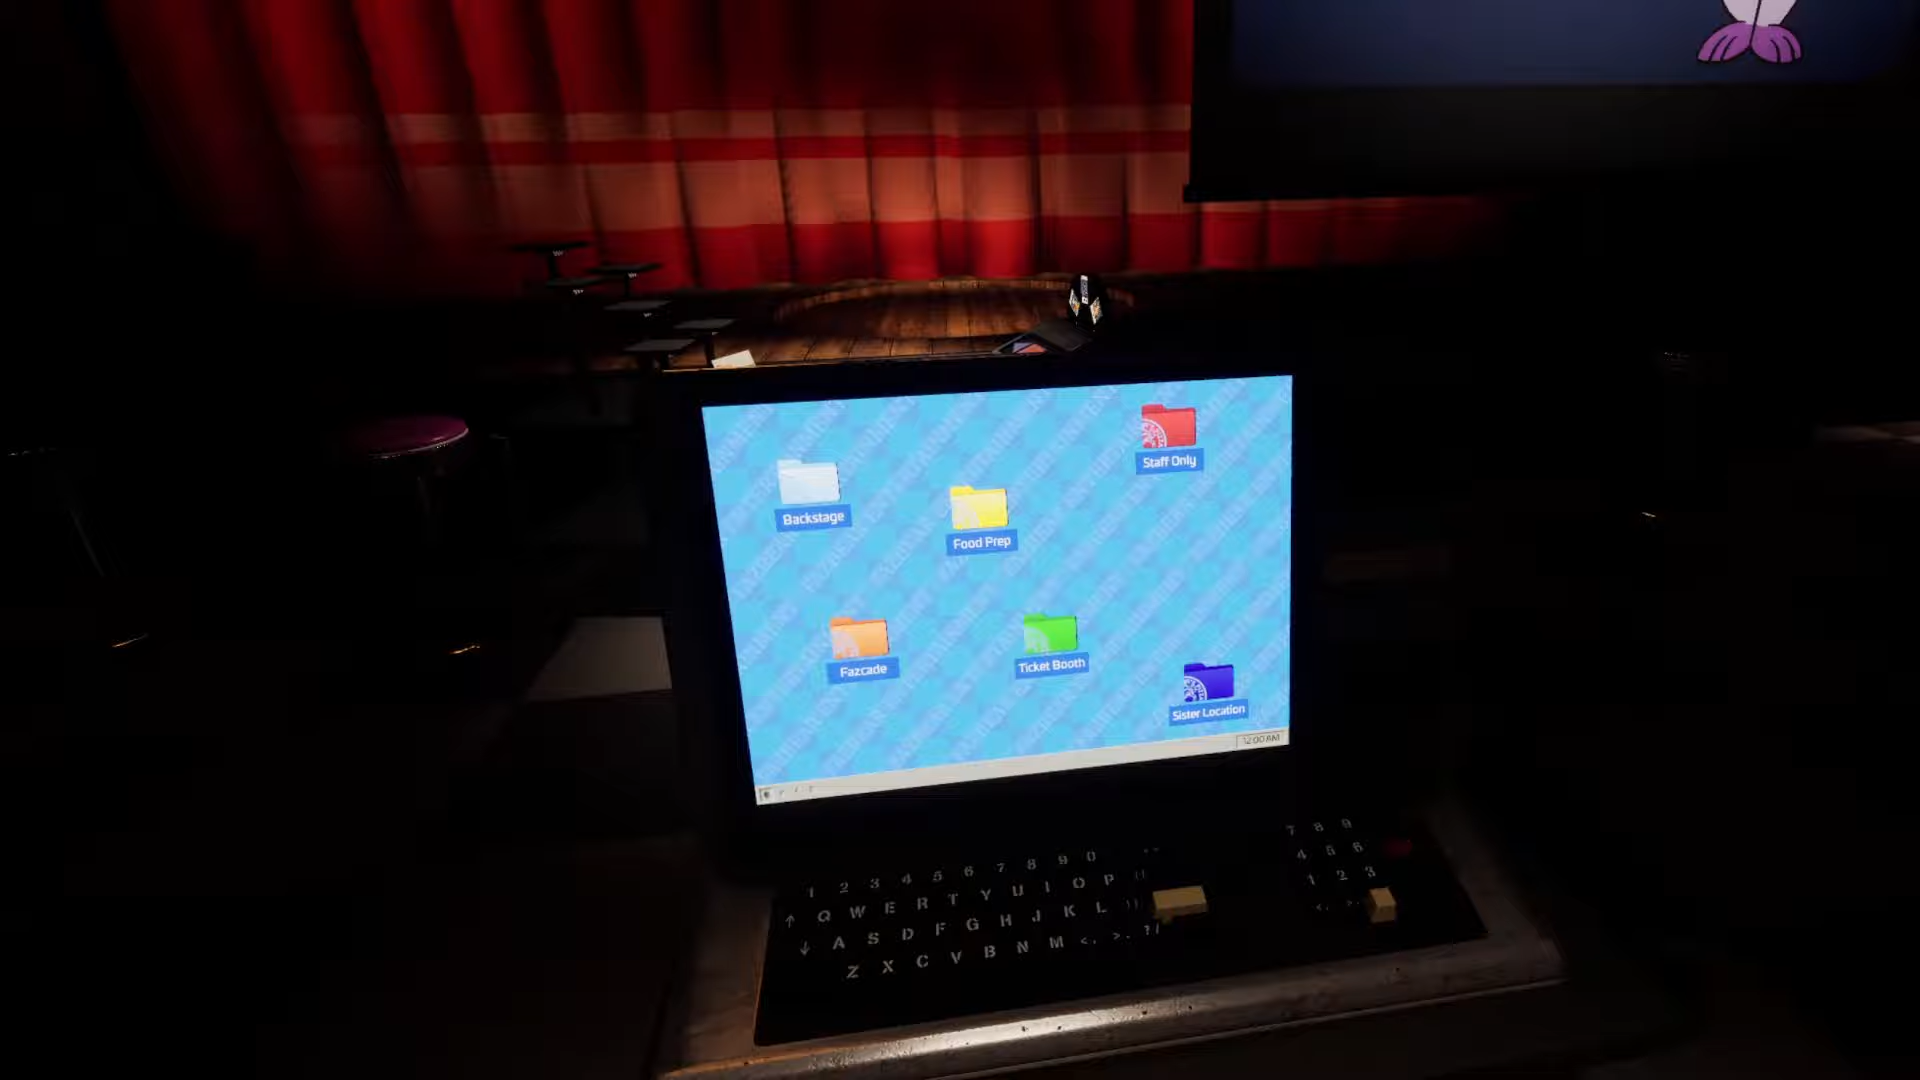 Staff Only
Backstage
Food Prep
Fazcade
Ticket Booth
Sister Location
12:00 AM
7 8 9
4 5 6
1 2 3
1 2 3 4 5 6 7 8 9 0
Q W E R T Y U I O P
A S D F G H J K L
Z X C V B N M <, >. ?/